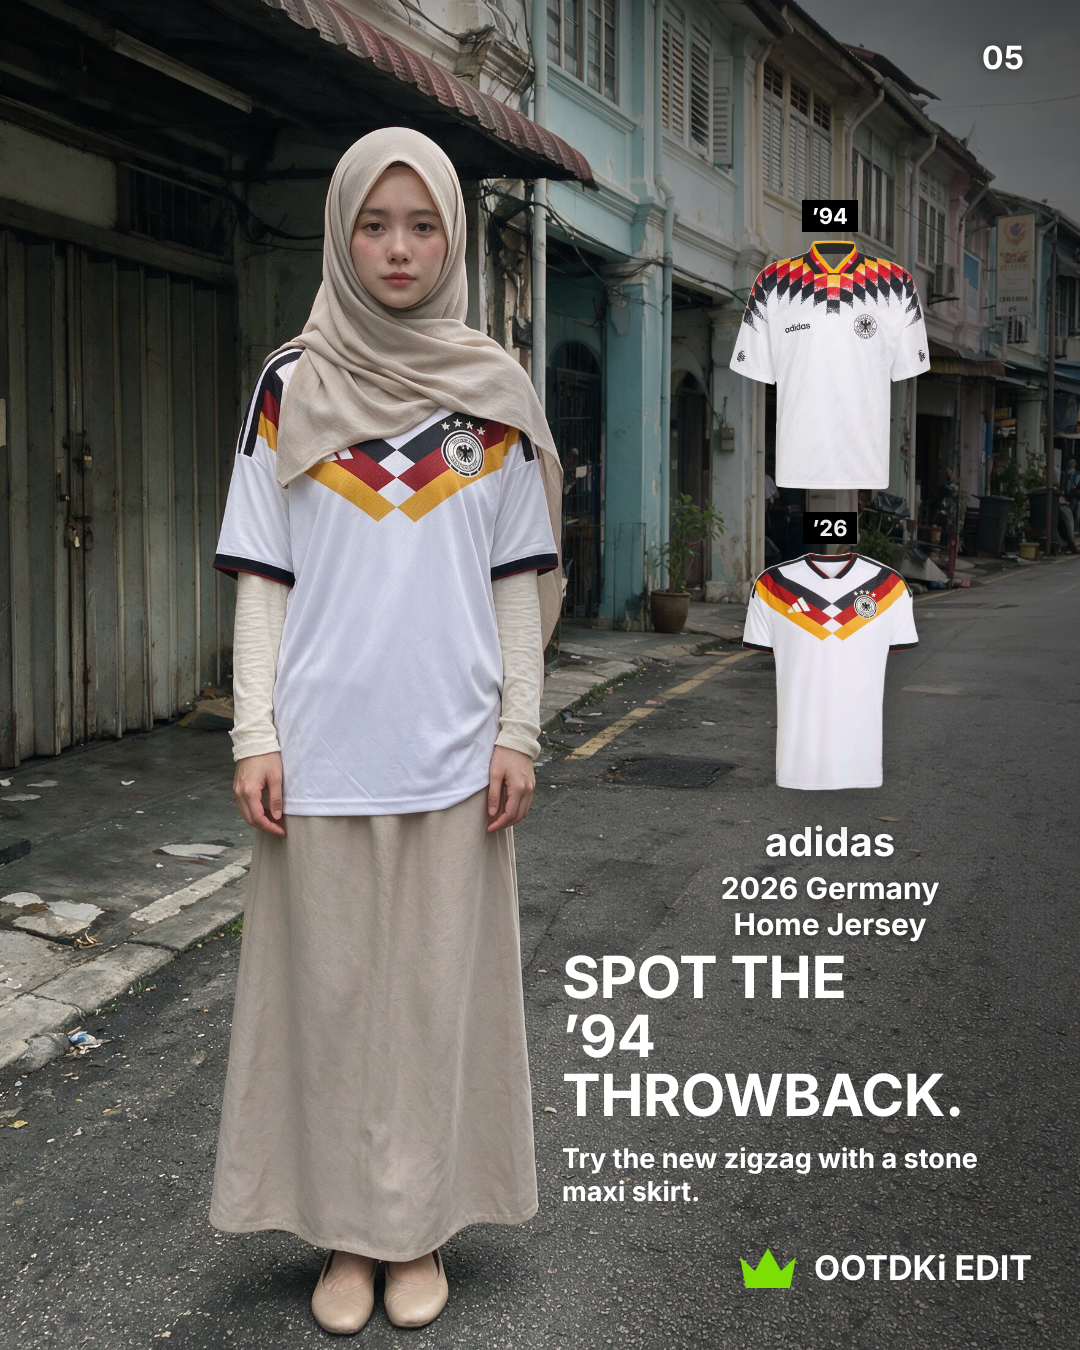 05
’94
adidas
’26
adidas
2026 Germany
Home Jersey
SPOT THE
’94
THROWBACK.
Try the new zigzag with a stone
maxi skirt.
OOTDKi EDIT